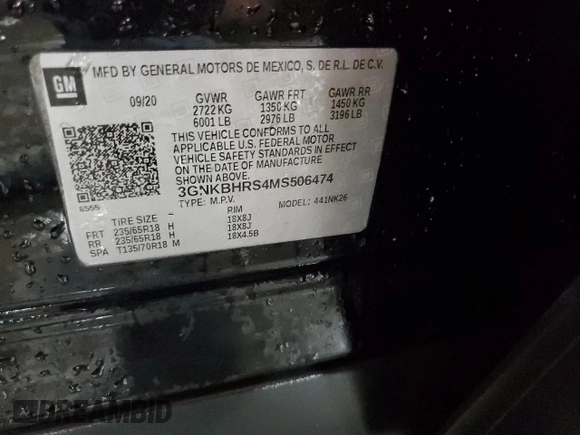 GM
MFD BY GENERAL MOTORS DE MEXICO, S. DE R.L. DE C.V.
09/20 GVWR GAWR FRT GAWR RR
2722 KG 1350 KG 1450 KG
6001 LB 2976 LB 3196 LB
THIS VEHICLE CONFORMS TO ALL
APPLICABLE U.S. FEDERAL MOTOR
VEHICLE SAFETY STANDARDS IN EFFECT
ON THE DATE OF MANUFACTURE
SHOWN ABOVE.
3GNKBHRS4MS506474
6555 TYPE: M.P.V. MODEL: 441NK26
TIRE SIZE - RIM
FRT 235/65R18 H 18X8J
RR 235/65R18 H 18X8J
SPA T135/70R18 M 18X4.5B
DREAMBID